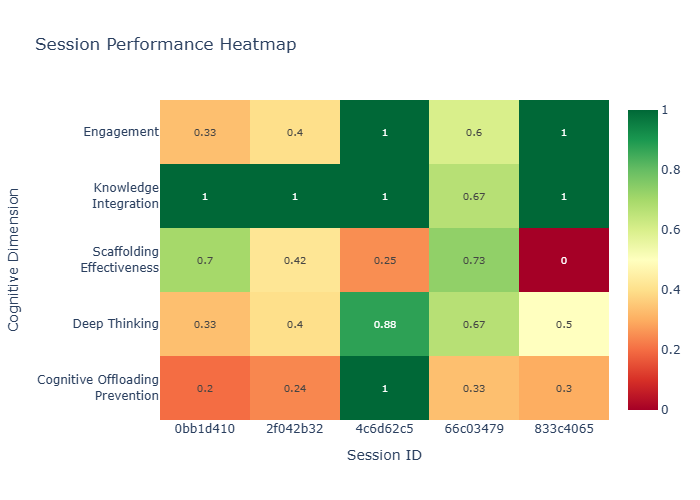 Session Performance Heatmap
Cognitive Dimension
Engagement
0.33 0.4 1 0.6 1
Knowledge
Integration
1 1 1 0.67 1
Scaffolding
Effectiveness
0.7 0.42 0.25 0.73 0
Deep Thinking
0.33 0.4 0.88 0.67 0.5
Cognitive Offloading
Prevention
0.2 0.24 1 0.33 0.3
0bb1d410 2f042b32 4c6d62c5 66c03479 833c4065
Session ID
1
0.8
0.6
0.4
0.2
0